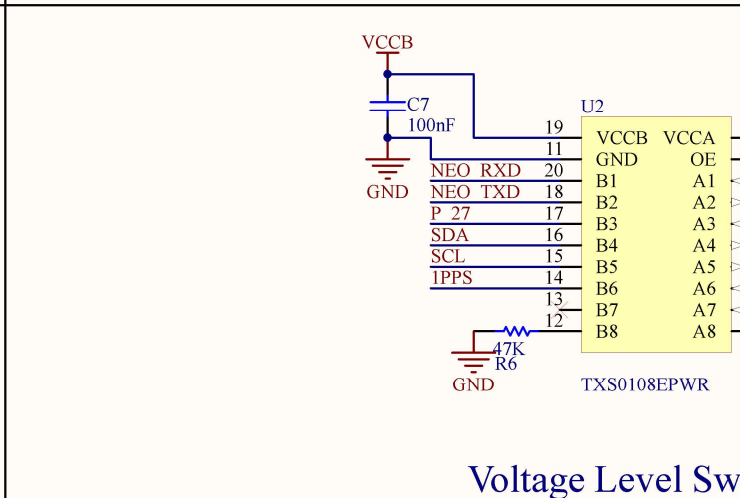 VCCB
C7
100nF
GND
U2
19 VCCB VCCA
11 GND OE
NEO_RXD 20 B1 A1
NEO_TXD 18 B2 A2
P_27 17 B3 A3
SDA 16 B4 A4
SCL 15 B5 A5
1PPS 14 B6 A6
13 B7 A7
12 B8 A8
47K
R6
GND
TXS0108EPWR
Voltage Level Sw